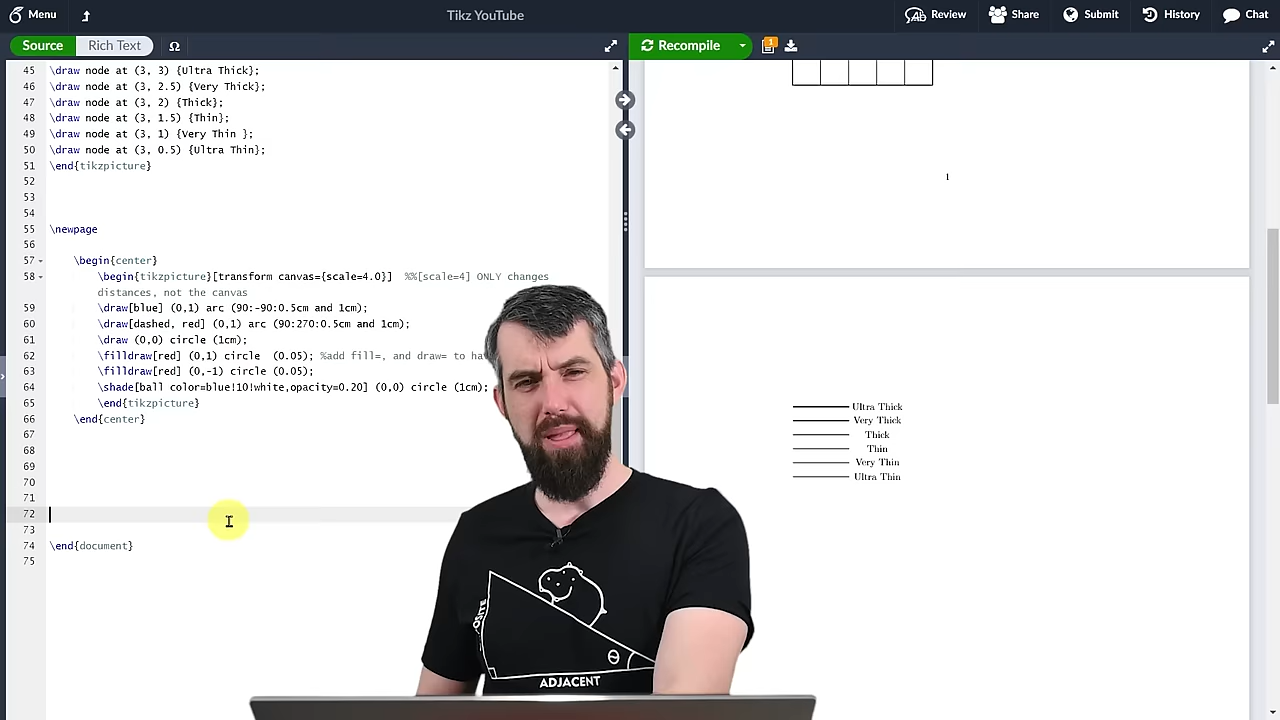 Menu
Tikz YouTube
Review
Share
Submit
History
Chat
Source
Rich Text
Ω
Recompile
1
45 \draw node at (3, 3) {Ultra Thick};
46 \draw node at (3, 2.5) {Very Thick};
47 \draw node at (3, 2) {Thick};
48 \draw node at (3, 1.5) {Thin};
49 \draw node at (3, 1) {Very Thin };
50 \draw node at (3, 0.5) {Ultra Thin};
51 \end{tikzpicture}
52
53
54
55 \newpage
56
57 \begin{center}
58 \begin{tikzpicture}[transform canvas={scale=4.0}] %%[scale=4] ONLY changes
distances, not the canvas
59 \draw[blue] (0,1) arc (90:-90:0.5cm and 1cm);
60 \draw[dashed, red] (0,1) arc (90:270:0.5cm and 1cm);
61 \draw (0,0) circle (1cm);
62 \filldraw[red] (0,1) circle (0.05); %add fill=, and draw= to
63 \filldraw[red] (0,-1) circle (0.05);
64 \shade[ball color=blue!10!white,opacity=0.20] (0,0) circle (1cm);
65 \end{tikzpicture}
66 \end{center}
67
68
69
70
71
72
73
74 \end{document}
75
1
Ultra Thick
Very Thick
Thick
Thin
Very Thin
Ultra Thin
θ
ADJACENT